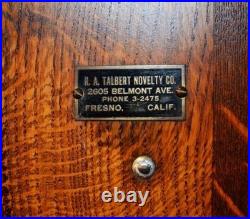 R. A. TALBERT NOVELTY CO.
2605 BELMONT AVE.
PHONE 3-2475
FRESNO, CALIF.